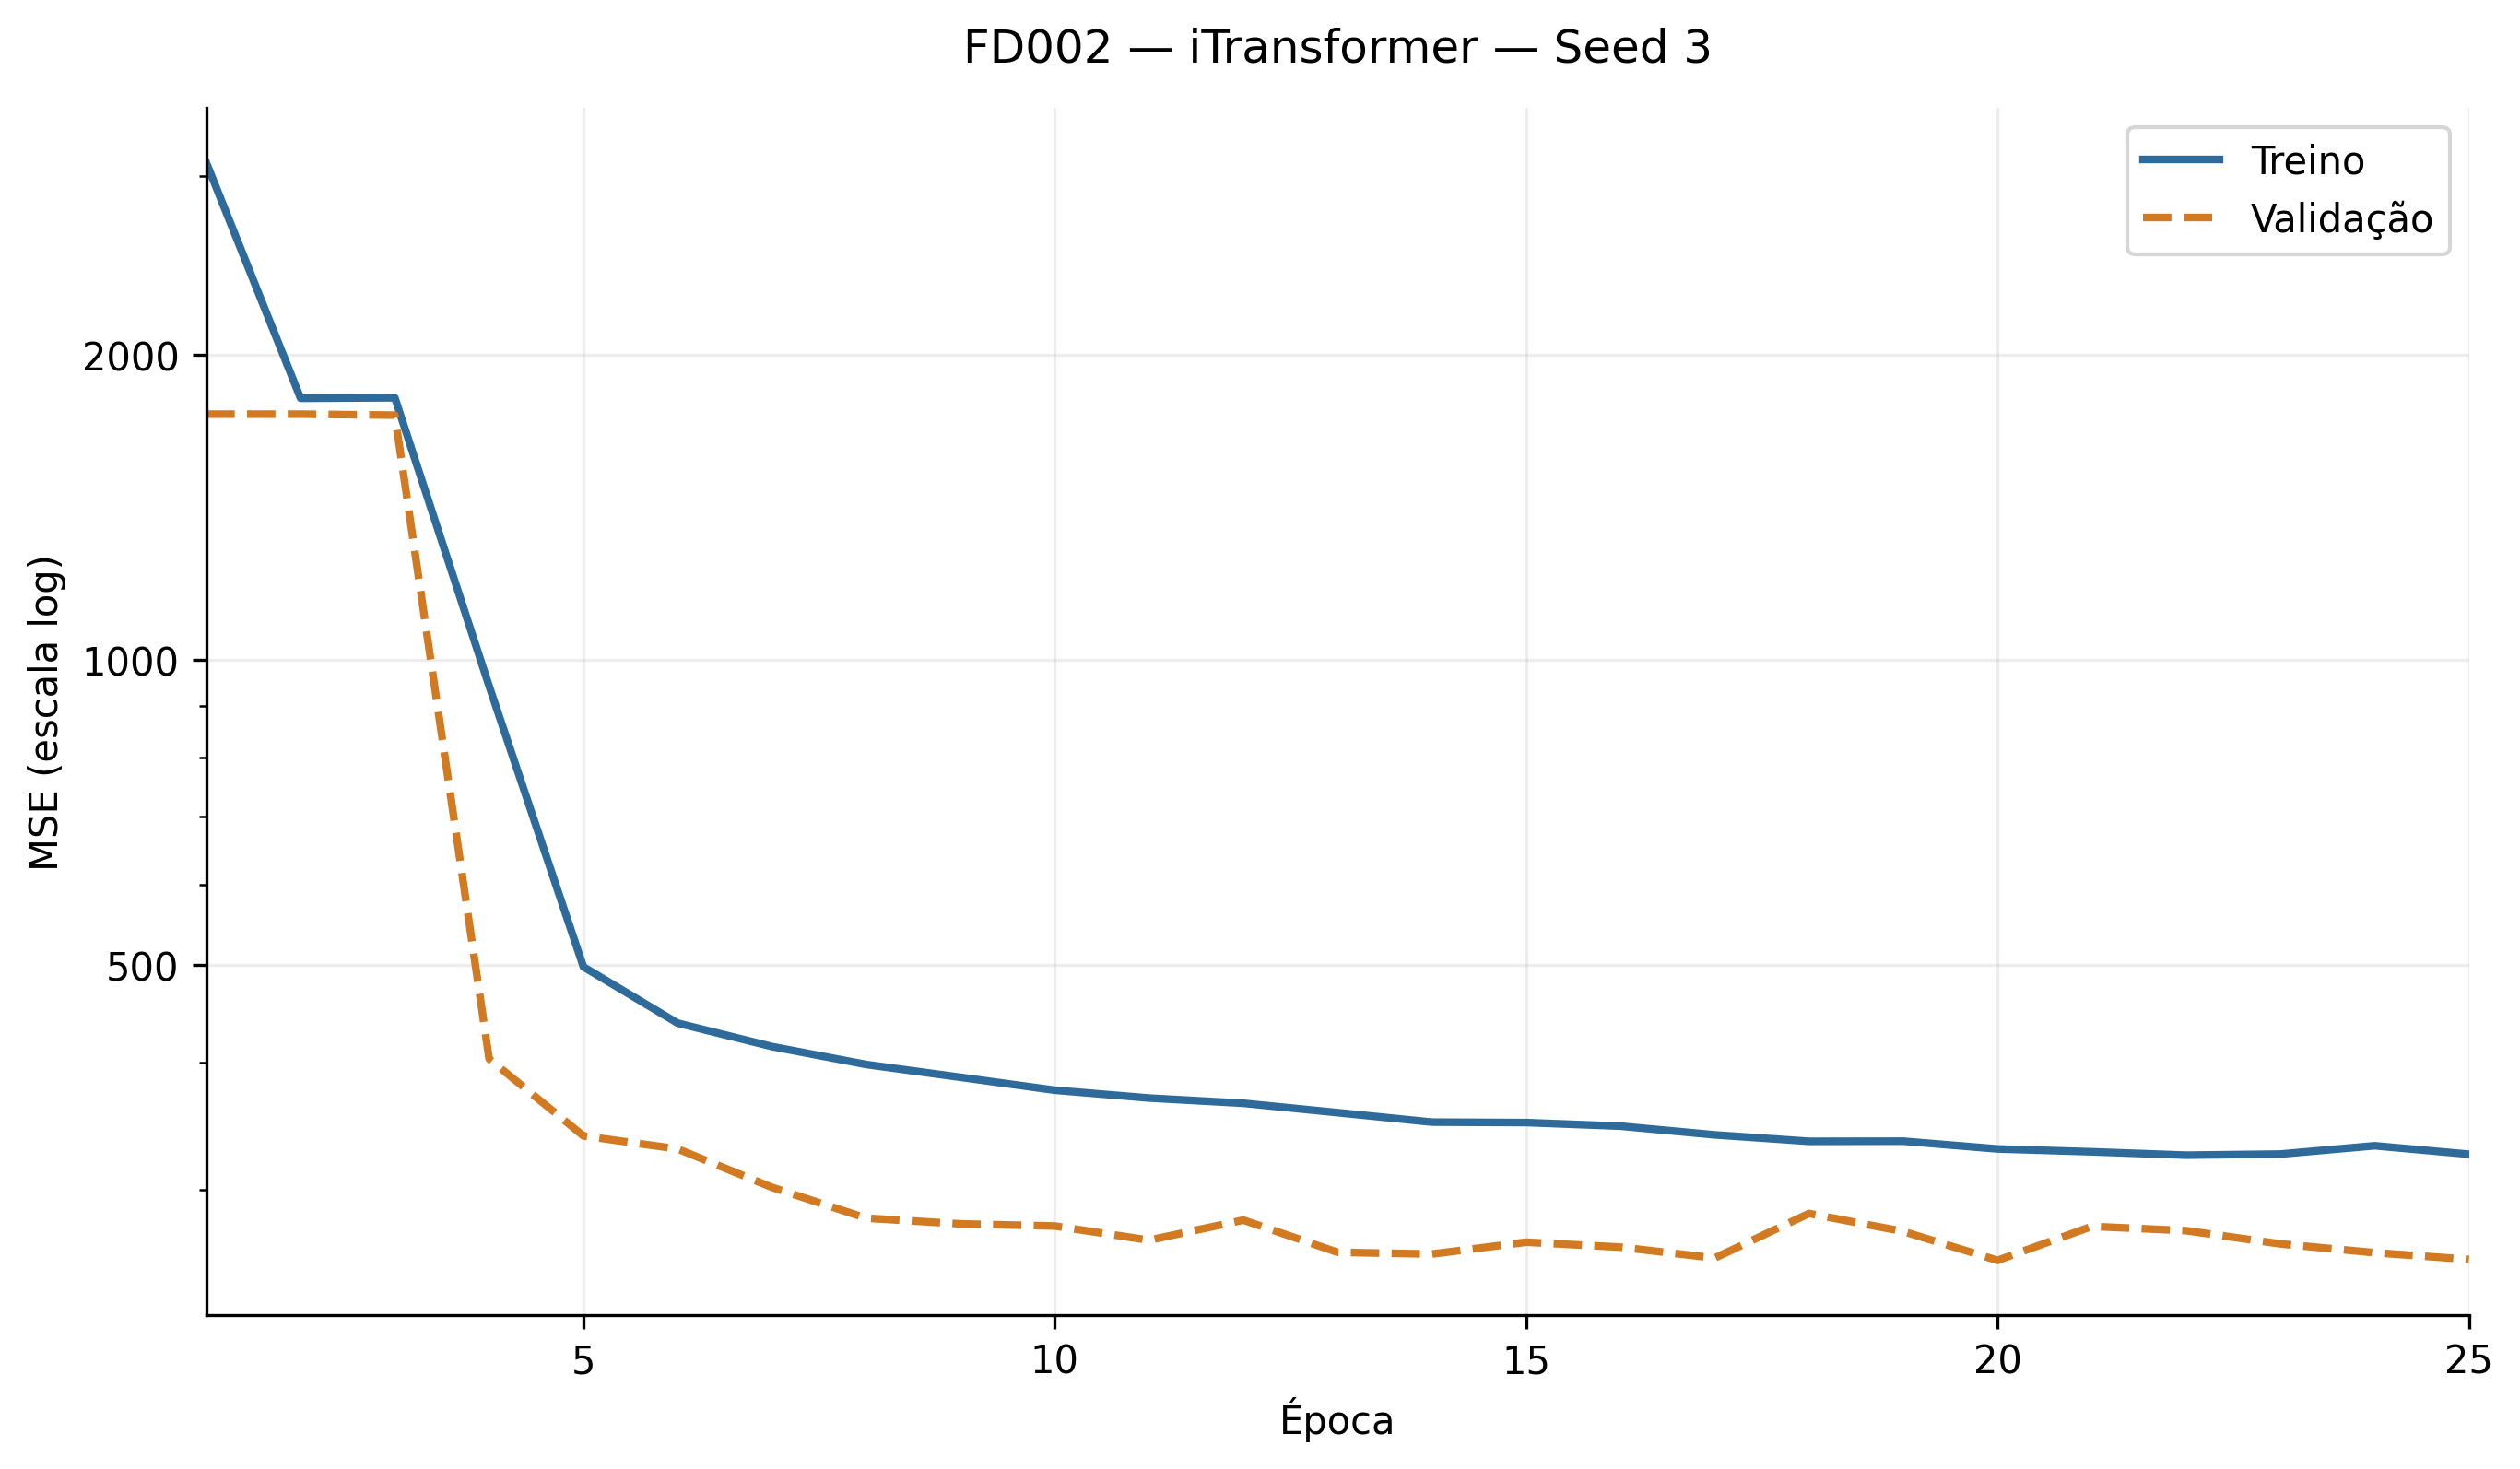 FD002 — iTransformer — Seed 3
Treino
Validação
2000
1000
500
MSE (escala log)
5
10
15
20
25
Época